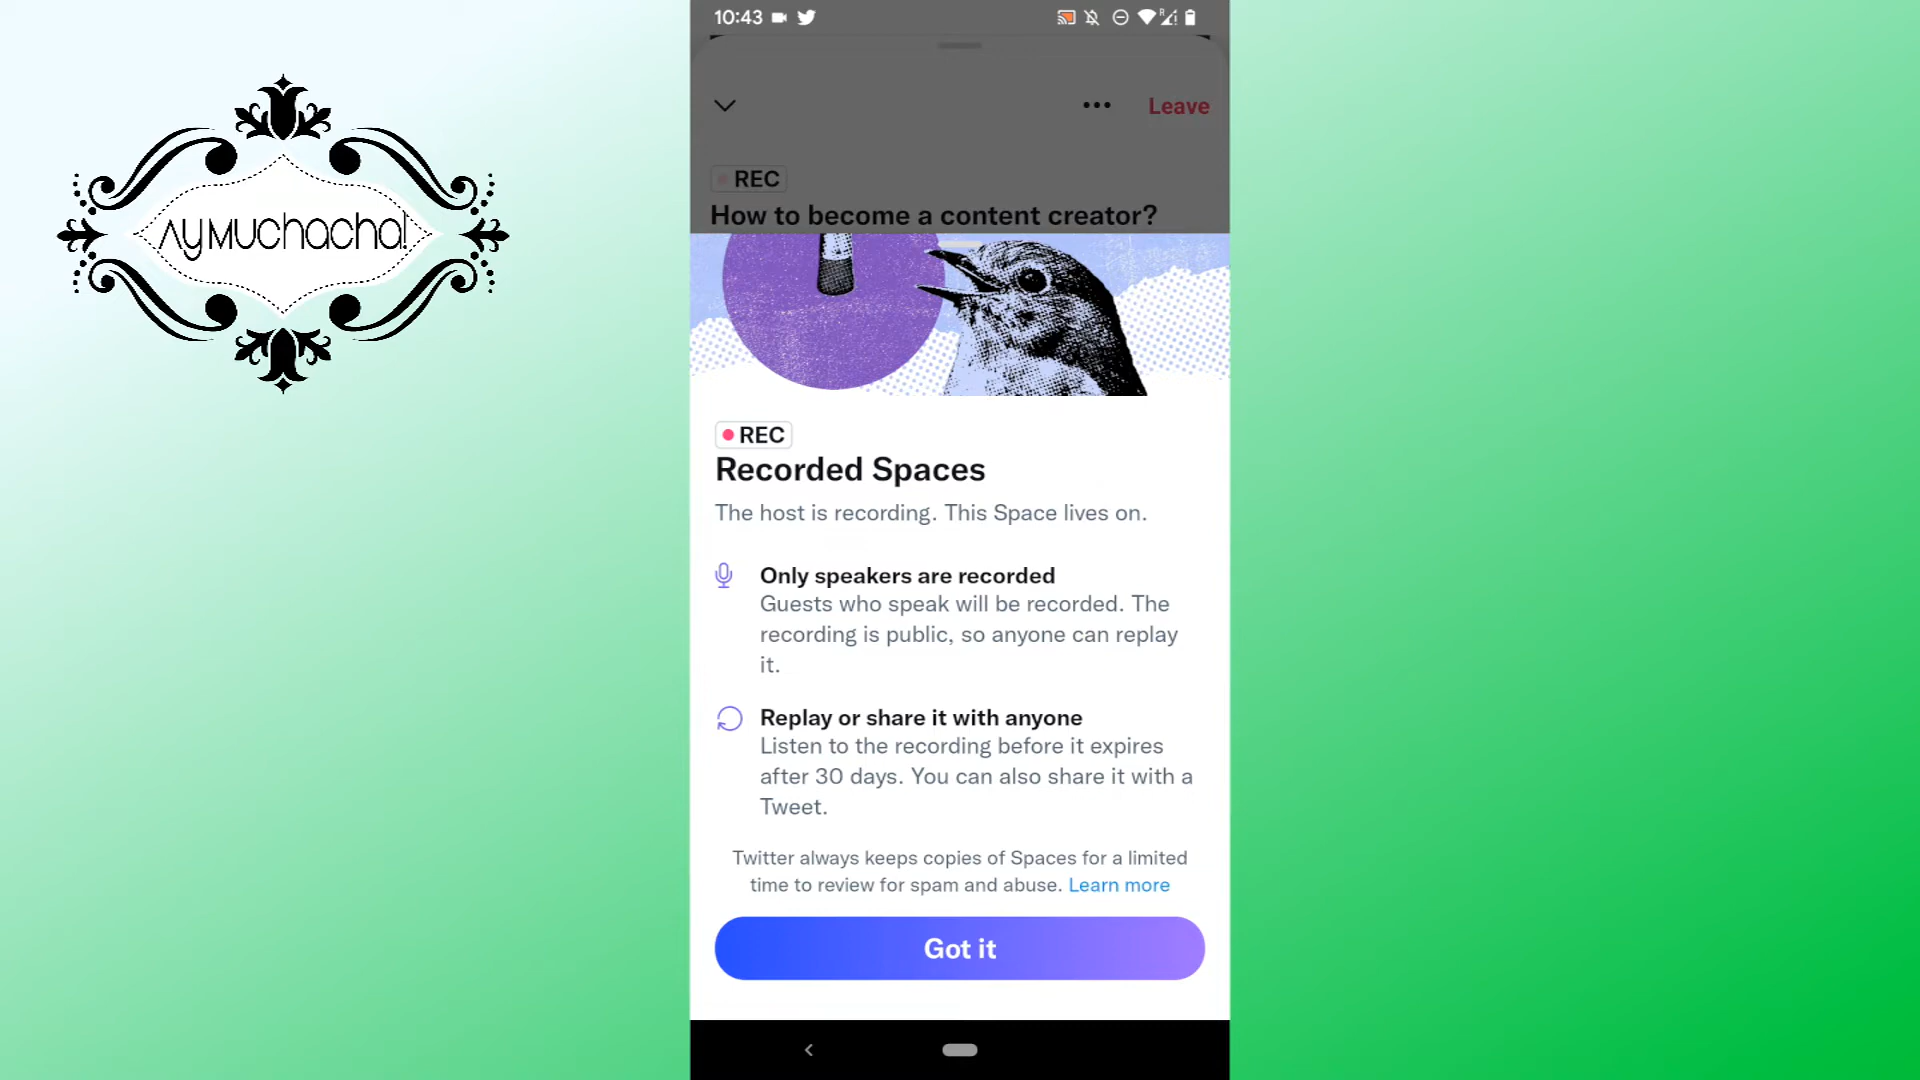 10:43
R
Leave
REC
How to become a content creator?
AYMUCHACHA!
REC
Recorded Spaces
The host is recording. This Space lives on.
Only speakers are recorded
Guests who speak will be recorded. The
recording is public, so anyone can replay
it.
Replay or share it with anyone
Listen to the recording before it expires
after 30 days. You can also share it with a
Tweet.
Twitter always keeps copies of Spaces for a limited
time to review for spam and abuse. Learn more
Got it